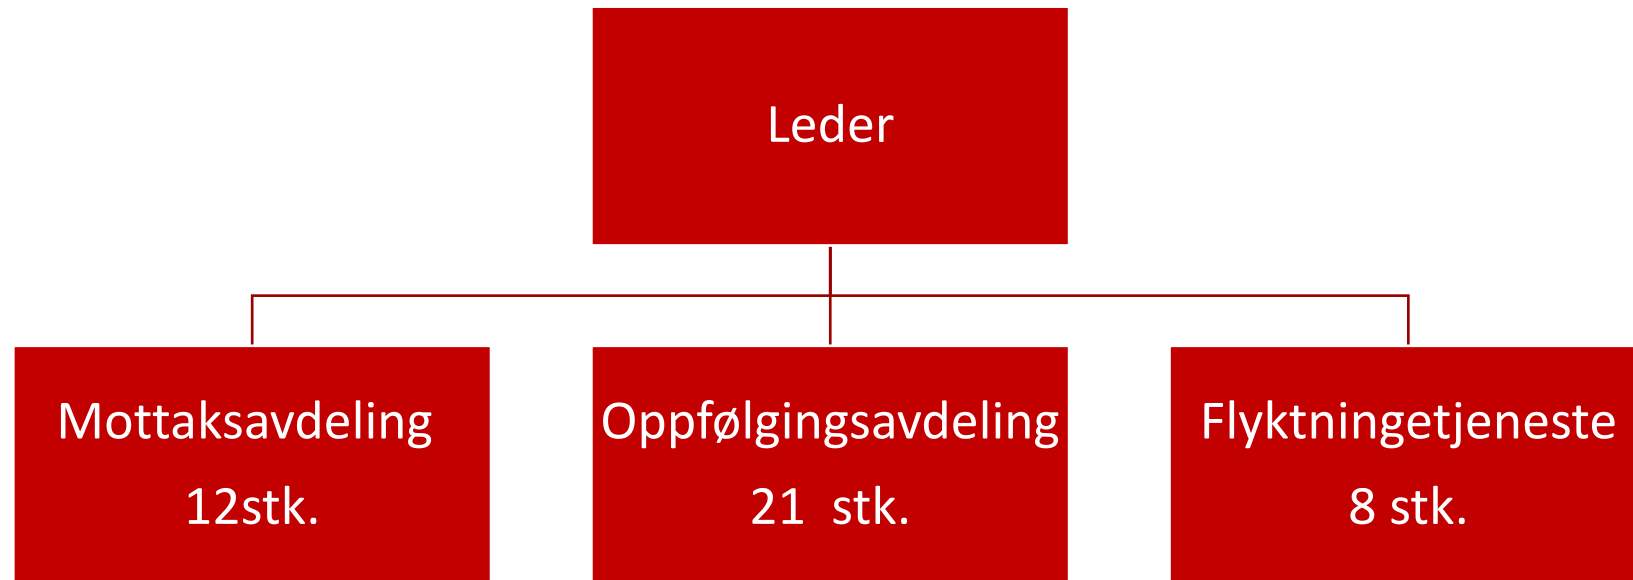 Leder
Mottaksavdeling
12stk.
Oppfølgingsavdeling
21  stk.
Flyktningetjeneste
8 stk.